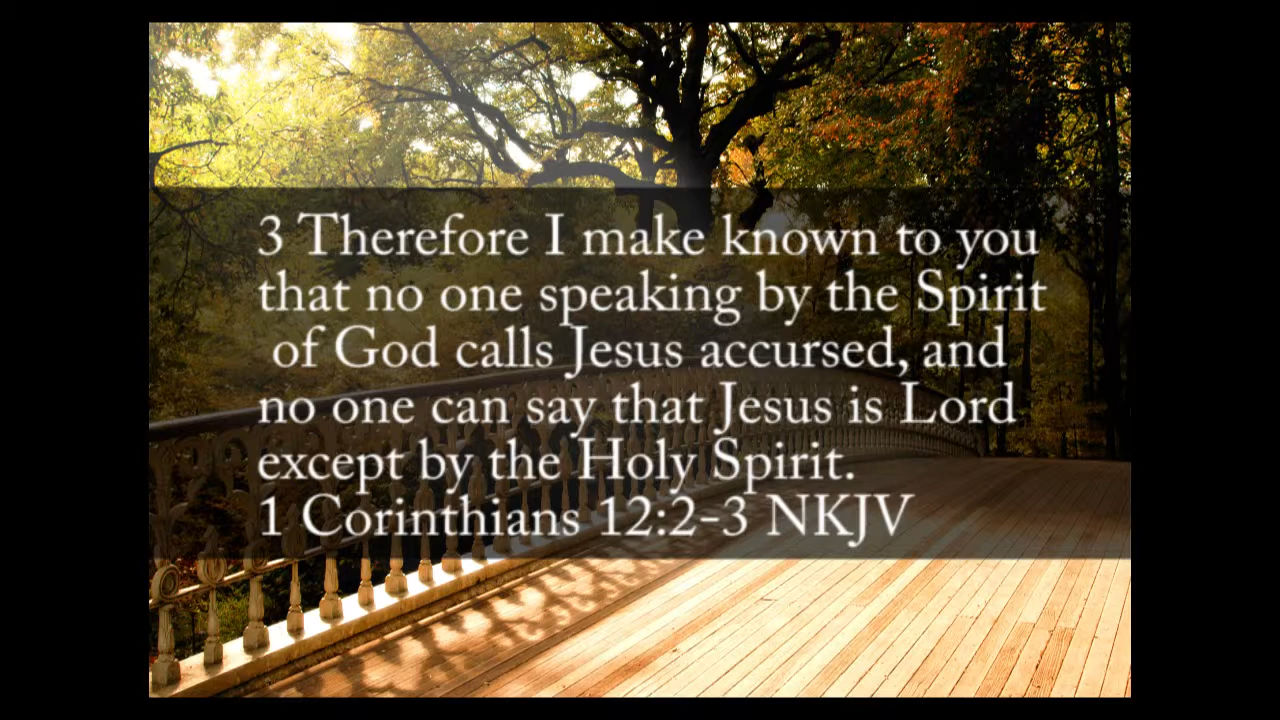 3 Therefore I make known to you
that no one speaking by the Spirit
of God calls Jesus accursed, and
no one can say that Jesus is Lord
except by the Holy Spirit.
1 Corinthians 12:2-3 NKJV